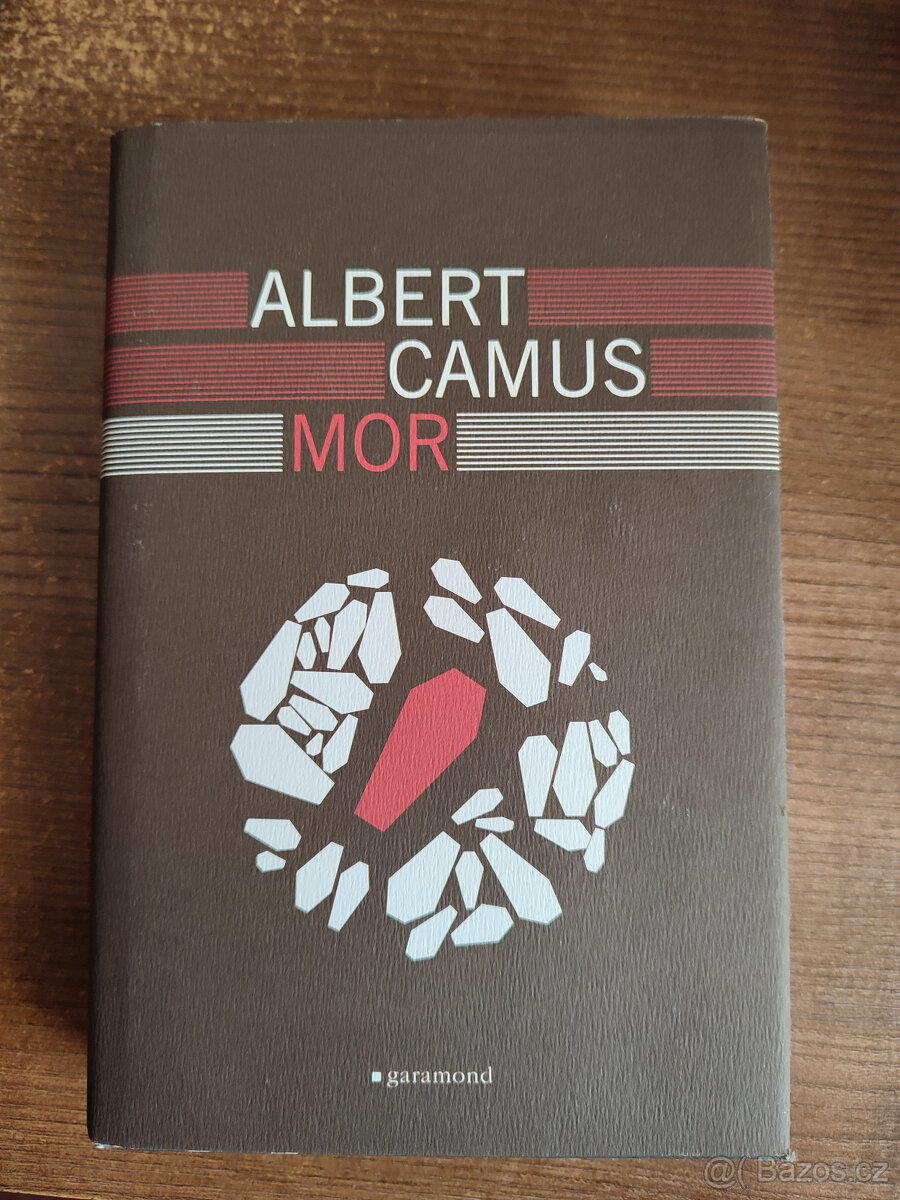 ALBERT
CAMUS
MOR
garamond
@( Bazos.cz